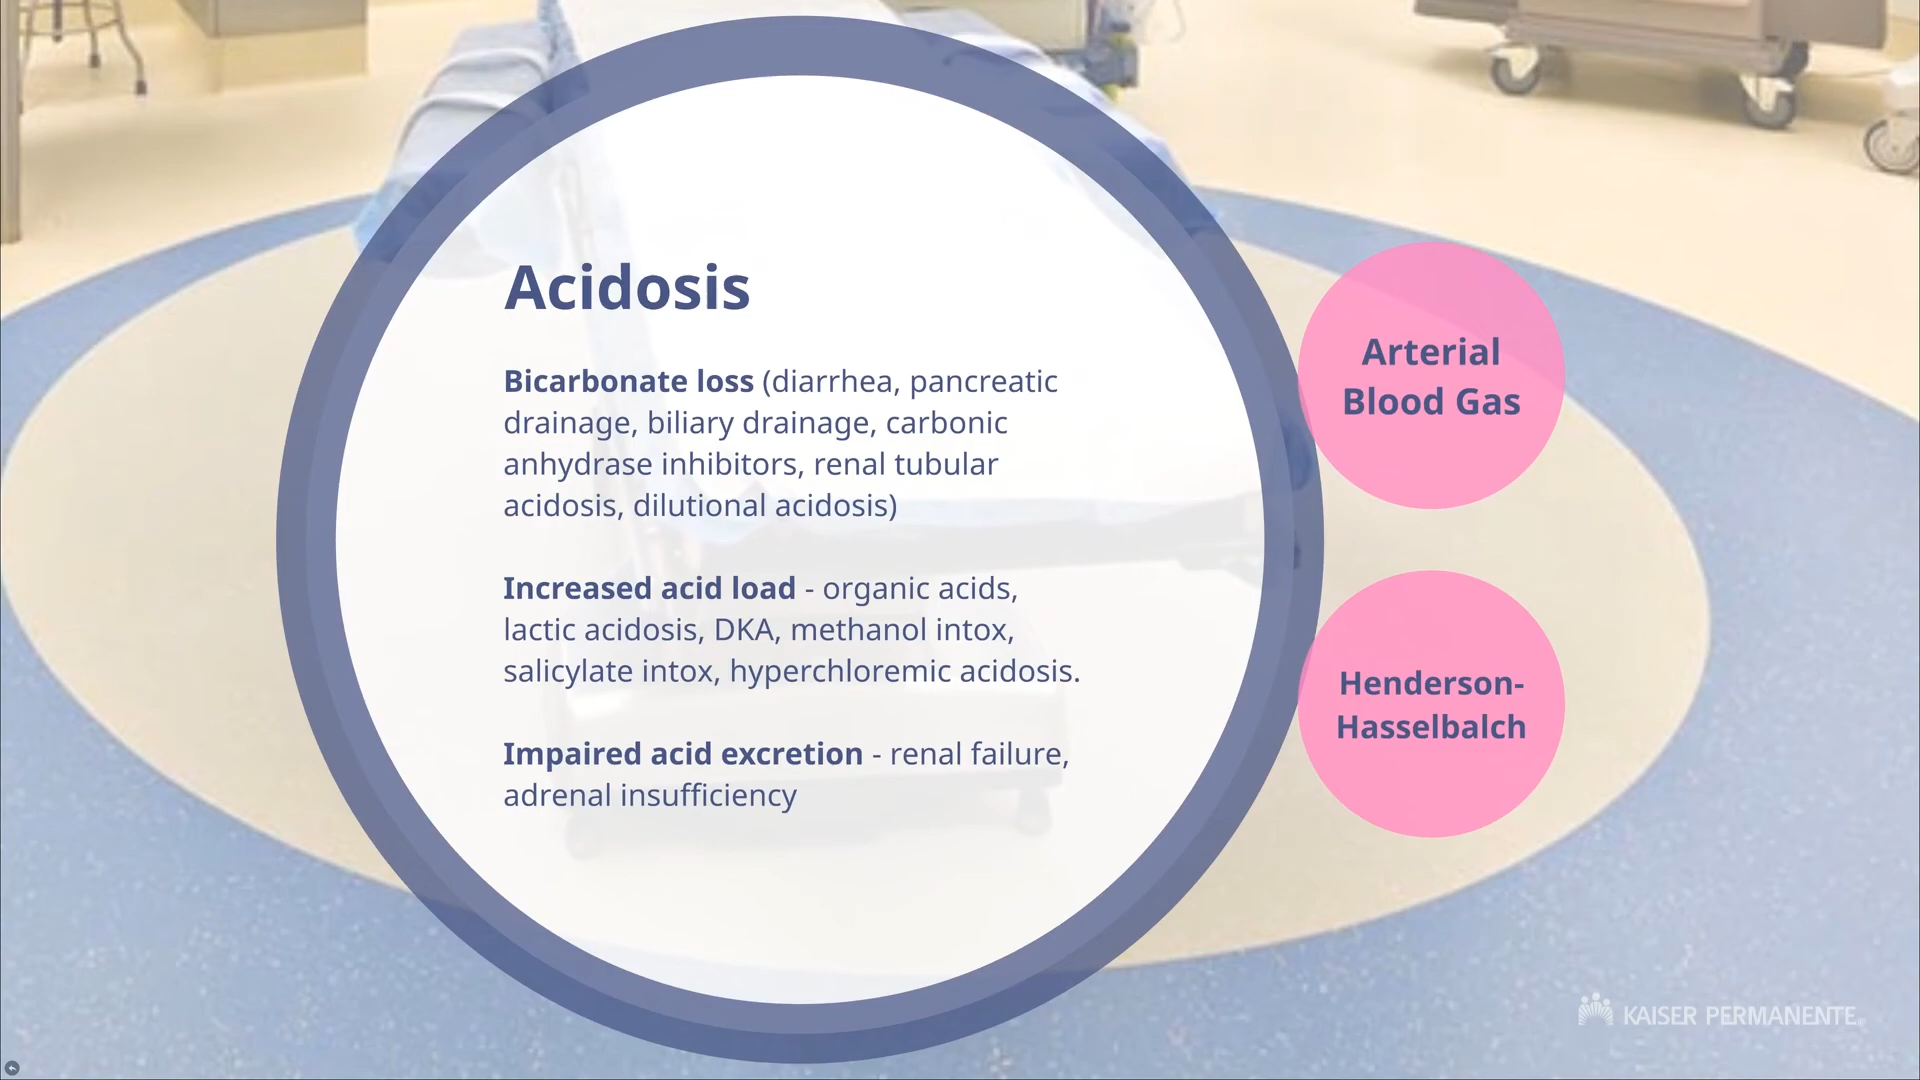 Acidosis
Bicarbonate loss (diarrhea, pancreatic
drainage, biliary drainage, carbonic
anhydrase inhibitors, renal tubular
acidosis, dilutional acidosis)
Increased acid load - organic acids,
lactic acidosis, DKA, methanol intox,
salicylate intox, hyperchloremic acidosis.
Impaired acid excretion - renal failure,
adrenal insufficiency
Arterial
Blood Gas
Henderson-
Hasselbalch
KAISER PERMANENTE